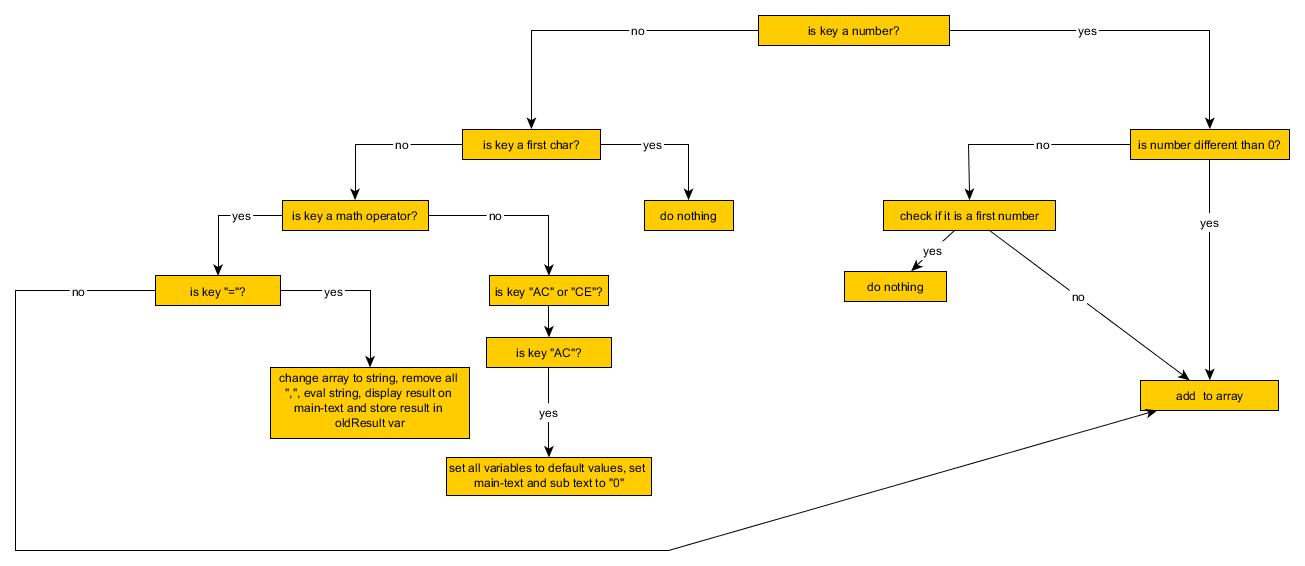 is key a number?
no
yes
is key a first char?
is number different than 0?
no
yes
no
is key a math operator?
do nothing
check if it is a first number
yes
no
yes
yes
do nothing
is key "="?
is key "AC" or "CE"?
no
yes
no
is key "AC"?
change array to string, remove all
",", eval string, display result on
main-text and store result in
oldResult var
add  to array
yes
set all variables to default values, set
main-text and sub text to "0"